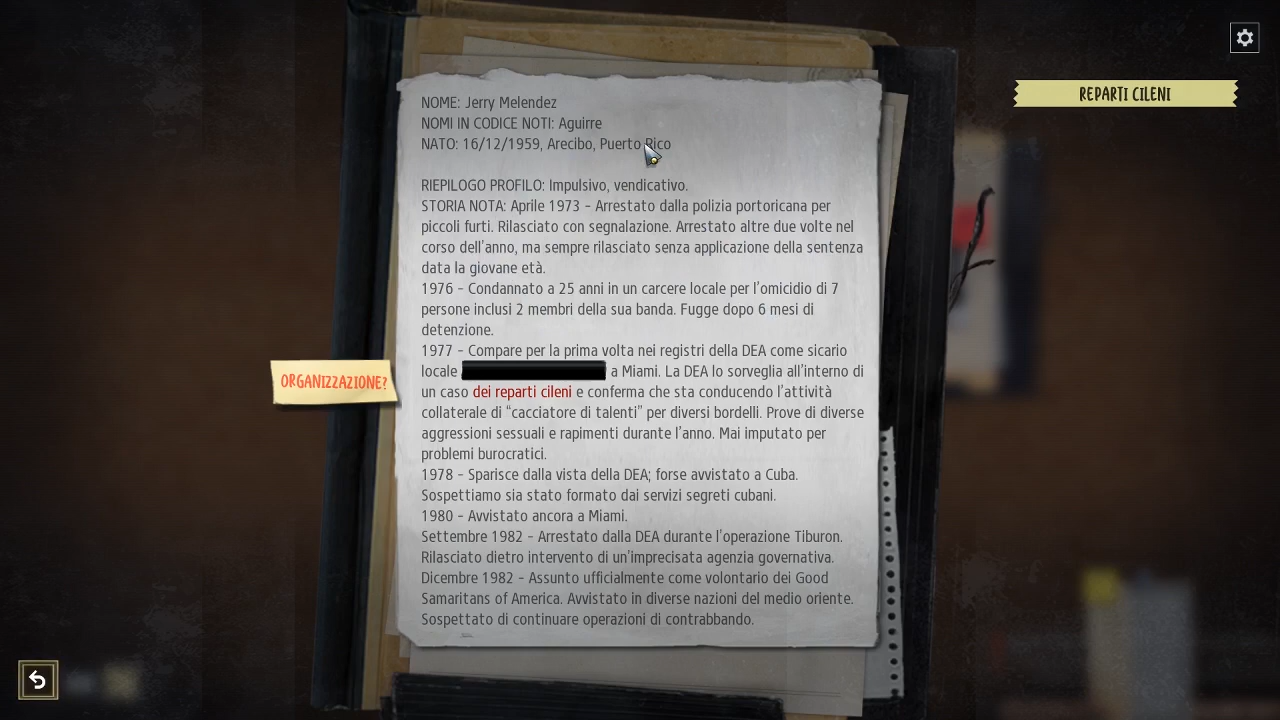 REPARTI CILENI
NOME: Jerry Melendez
NOMI IN CODICE NOTI: Aguirre
NATO: 16/12/1959, Arecibo, Puerto Rico
RIEPILOGO PROFILO: Impulsivo, vendicativo.
STORIA NOTA: Aprile 1973 - Arrestato dalla polizia portoricana per
piccoli furti. Rilasciato con segnalazione. Arrestato altre due volte nel
corso dell'anno, ma sempre rilasciato senza applicazione della sentenza
data la giovane età.
1976 - Condannato a 25 anni in un carcere locale per l'omicidio di 7
persone inclusi 2 membri della sua banda. Fugge dopo 6 mesi di
detenzione.
1977 - Compare per la prima volta nei registri della DEA come sicario
locale a Miami. La DEA lo sorveglia all'interno di
un caso dei reparti cileni e conferma che sta conducendo l'attività
collaterale di "cacciatore di talenti" per diversi bordelli. Prove di diverse
aggressioni sessuali e rapimenti durante l'anno. Mai imputato per
problemi burocratici.
1978 - Sparisce dalla vista della DEA; forse avvistato a Cuba.
Sospettiamo sia stato formato dai servizi segreti cubani.
1980 - Avvistato ancora a Miami.
Settembre 1982 - Arrestato dalla DEA durante l'operazione Tiburon.
Rilasciato dietro intervento di un'imprecisata agenzia governativa.
Dicembre 1982 - Assunto ufficialmente come volontario dei Good
Samaritans of America. Avvistato in diverse nazioni del medio oriente.
Sospettato di continuare operazioni di contrabbando.
ORGANIZZAZIONE?